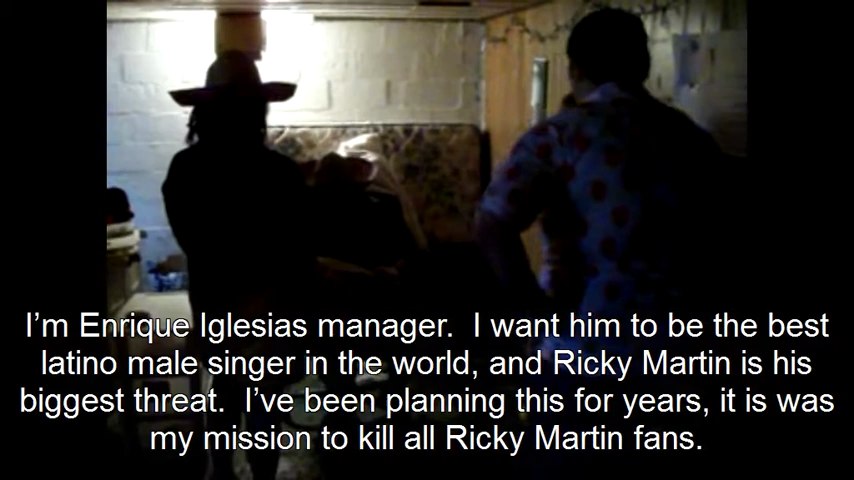 I'm Enrique Iglesias manager.  I want him to be the best
latino male singer in the world, and Ricky Martin is his
biggest threat.  I've been planning this for years, it is was
my mission to kill all Ricky Martin fans.